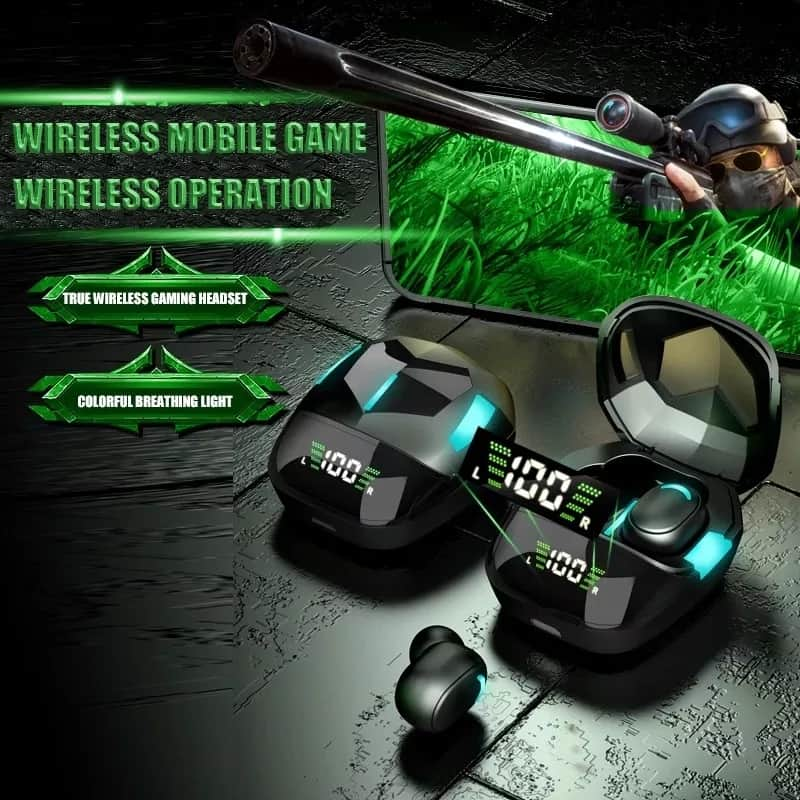 WIRELESS MOBILE GAME
WIRELESS OPERATION
TRUE WIRELESS GAMING HEADSET
COLORFUL BREATHING LIGHT
L 100 R
L 100 R
L 100 R